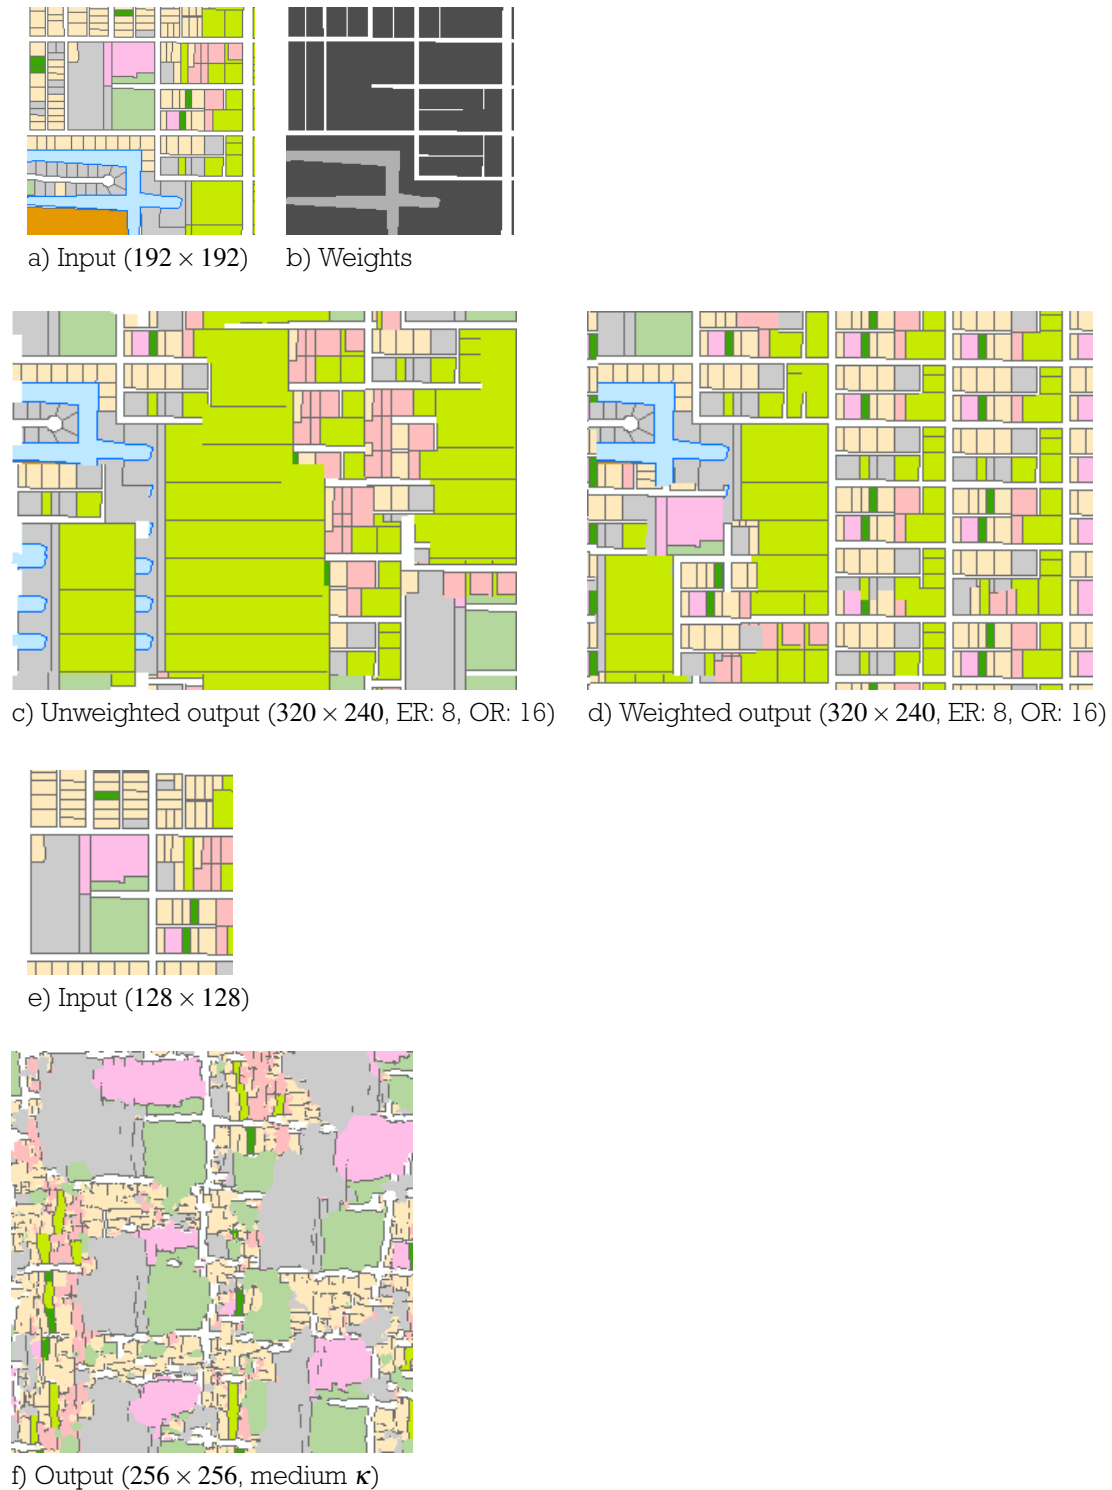 a) Input (192 × 192)
b) Weights
c) Unweighted output (320 × 240, ER: 8, OR: 16)
d) Weighted output (320 × 240, ER: 8, OR: 16)
e) Input (128 × 128)
f) Output (256 × 256, medium κ)